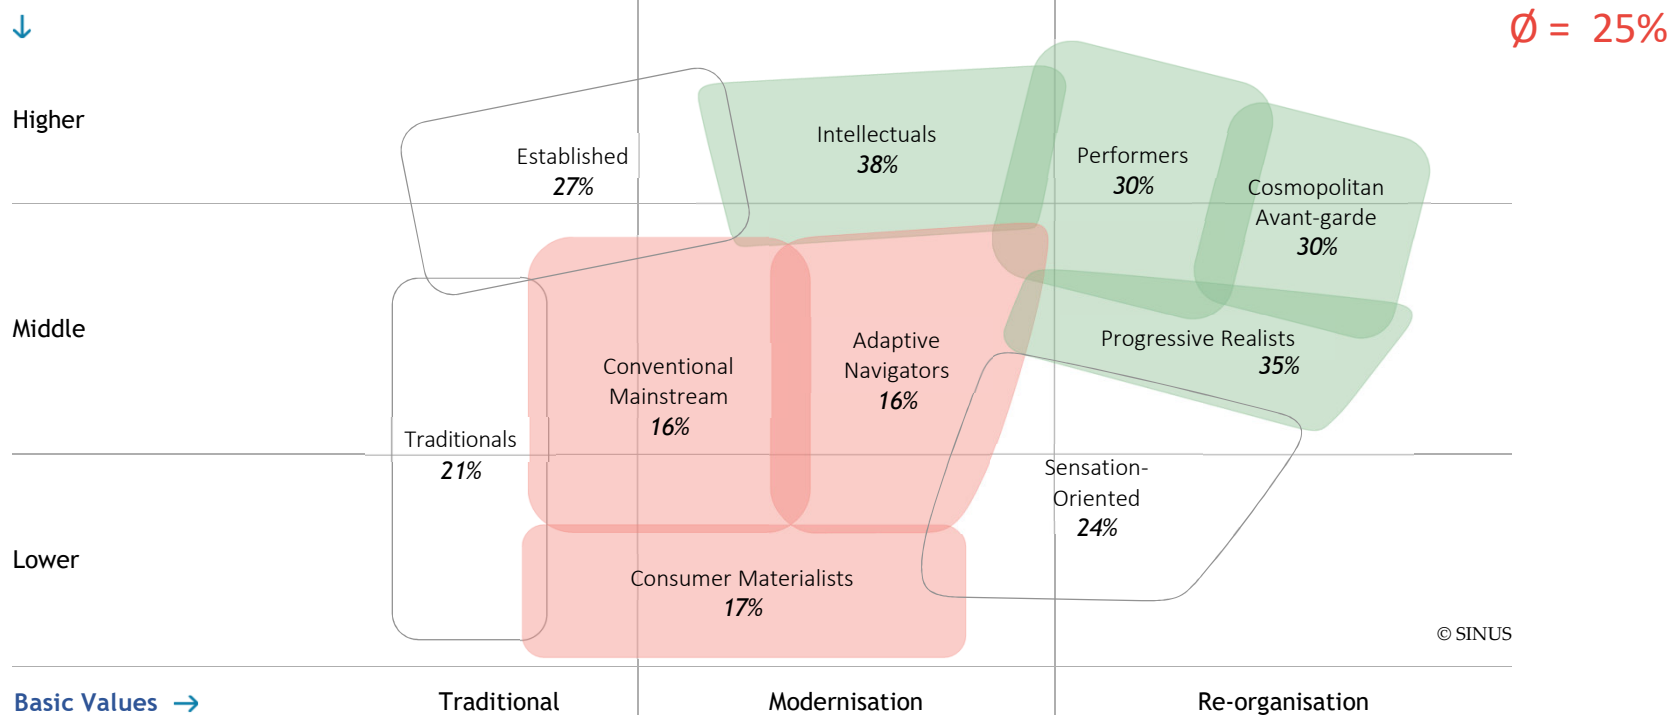 ↓
Ø = 25%
Higher
Established
27%
Intellectuals
38%
Performers
30%
Cosmopolitan
Avant-garde
30%
Middle
Conventional
Mainstream
16%
Adaptive
Navigators
16%
Progressive Realists
35%
Traditionals
21%
Sensation-
Oriented
24%
Lower
Consumer Materialists
17%
© SINUS
Basic Values →
Traditional
Modernisation
Re-organisation